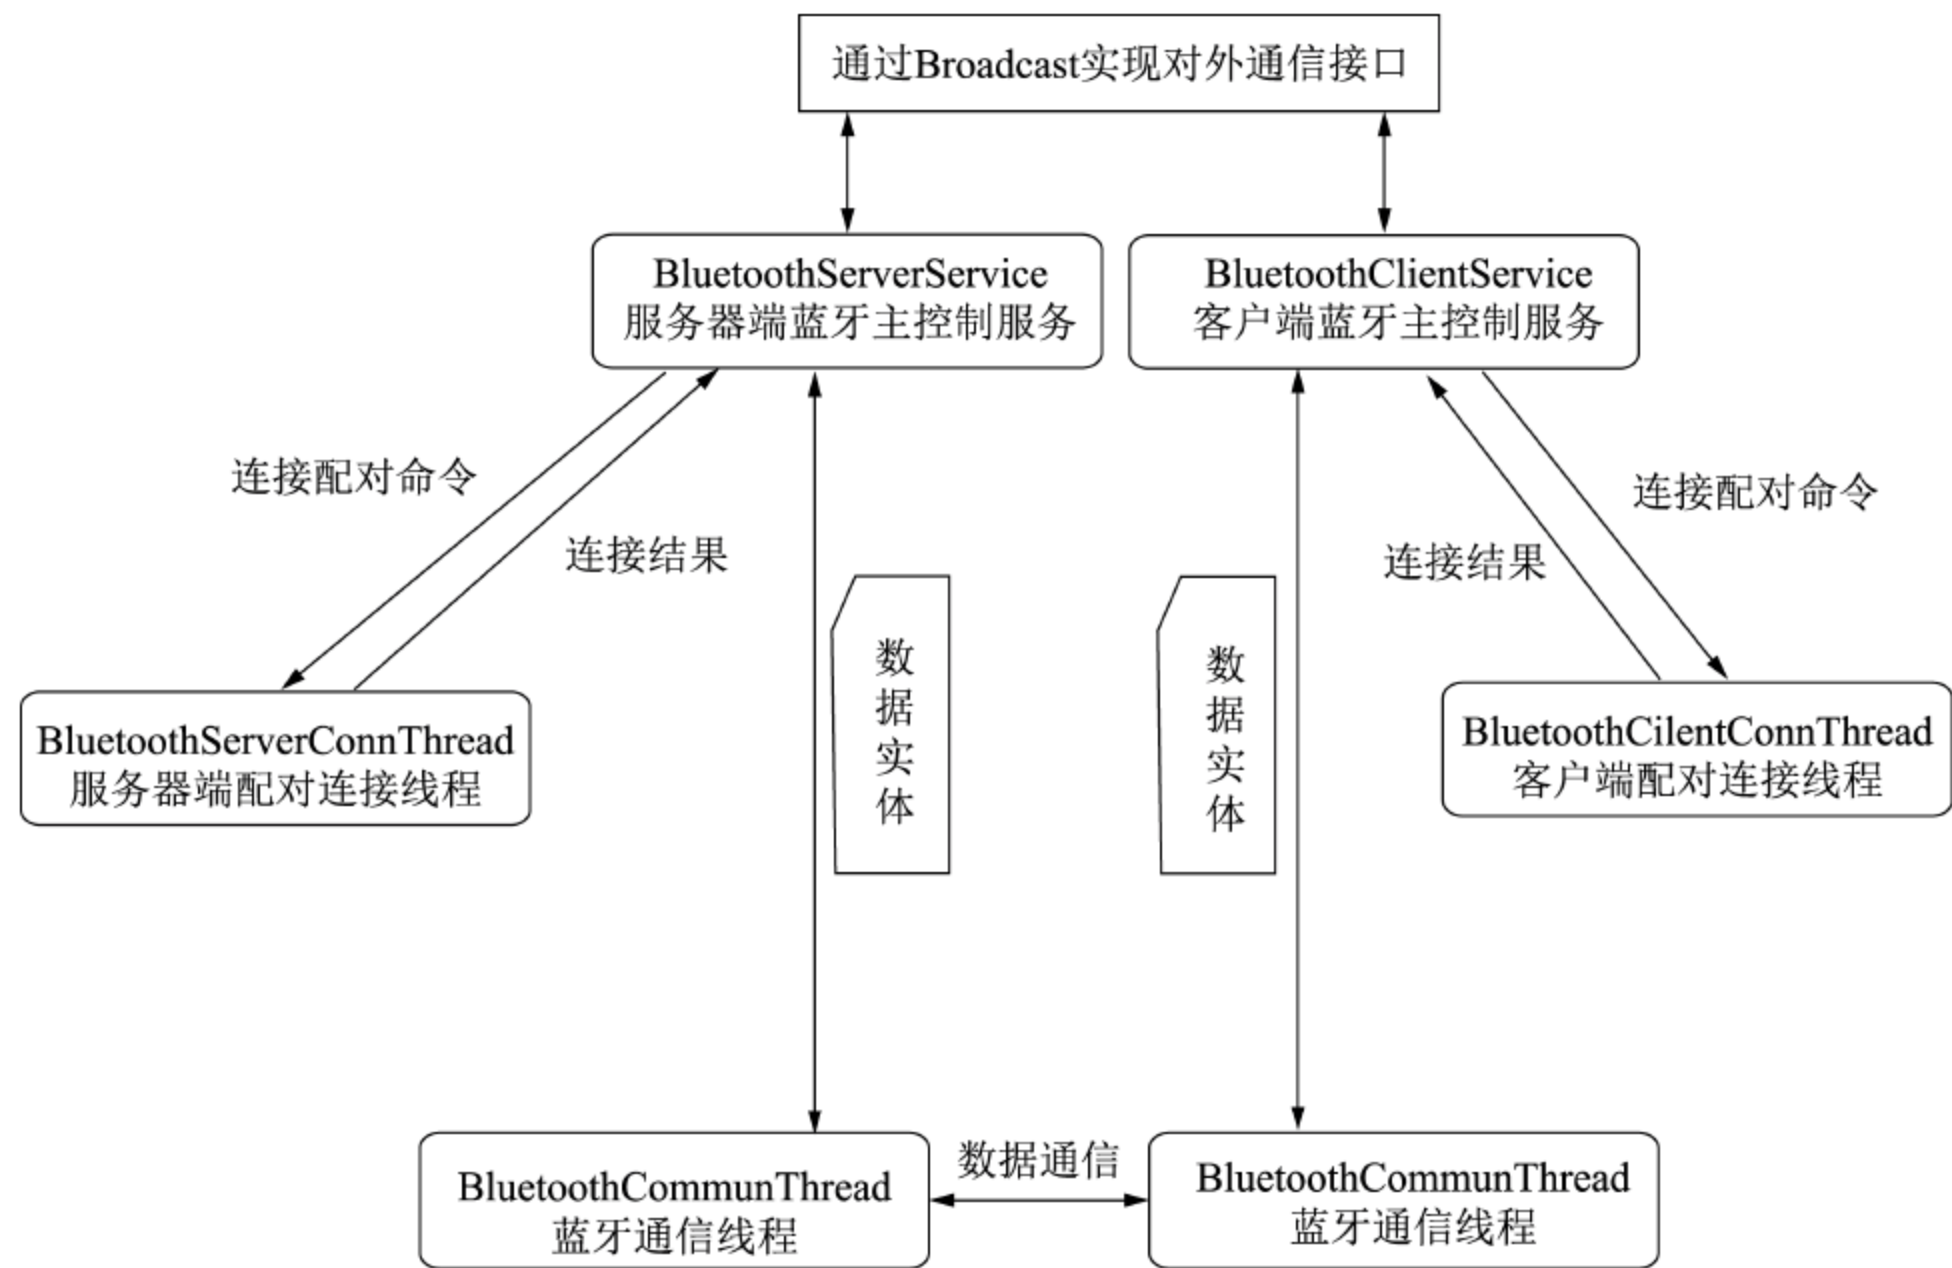 通过Broadcast实现对外通信接口
BluetoothServerService
服务器端蓝牙主控制服务
BluetoothClientService
客户端蓝牙主控制服务
连接配对命令
连接结果
连接结果
连接配对命令
数
据
实
体
数
据
实
体
BluetoothServerConnThread
服务器端配对连接线程
BluetoothCilentConnThread
客户端配对连接线程
BluetoothCommunThread
蓝牙通信线程
数据通信
BluetoothCommunThread
蓝牙通信线程